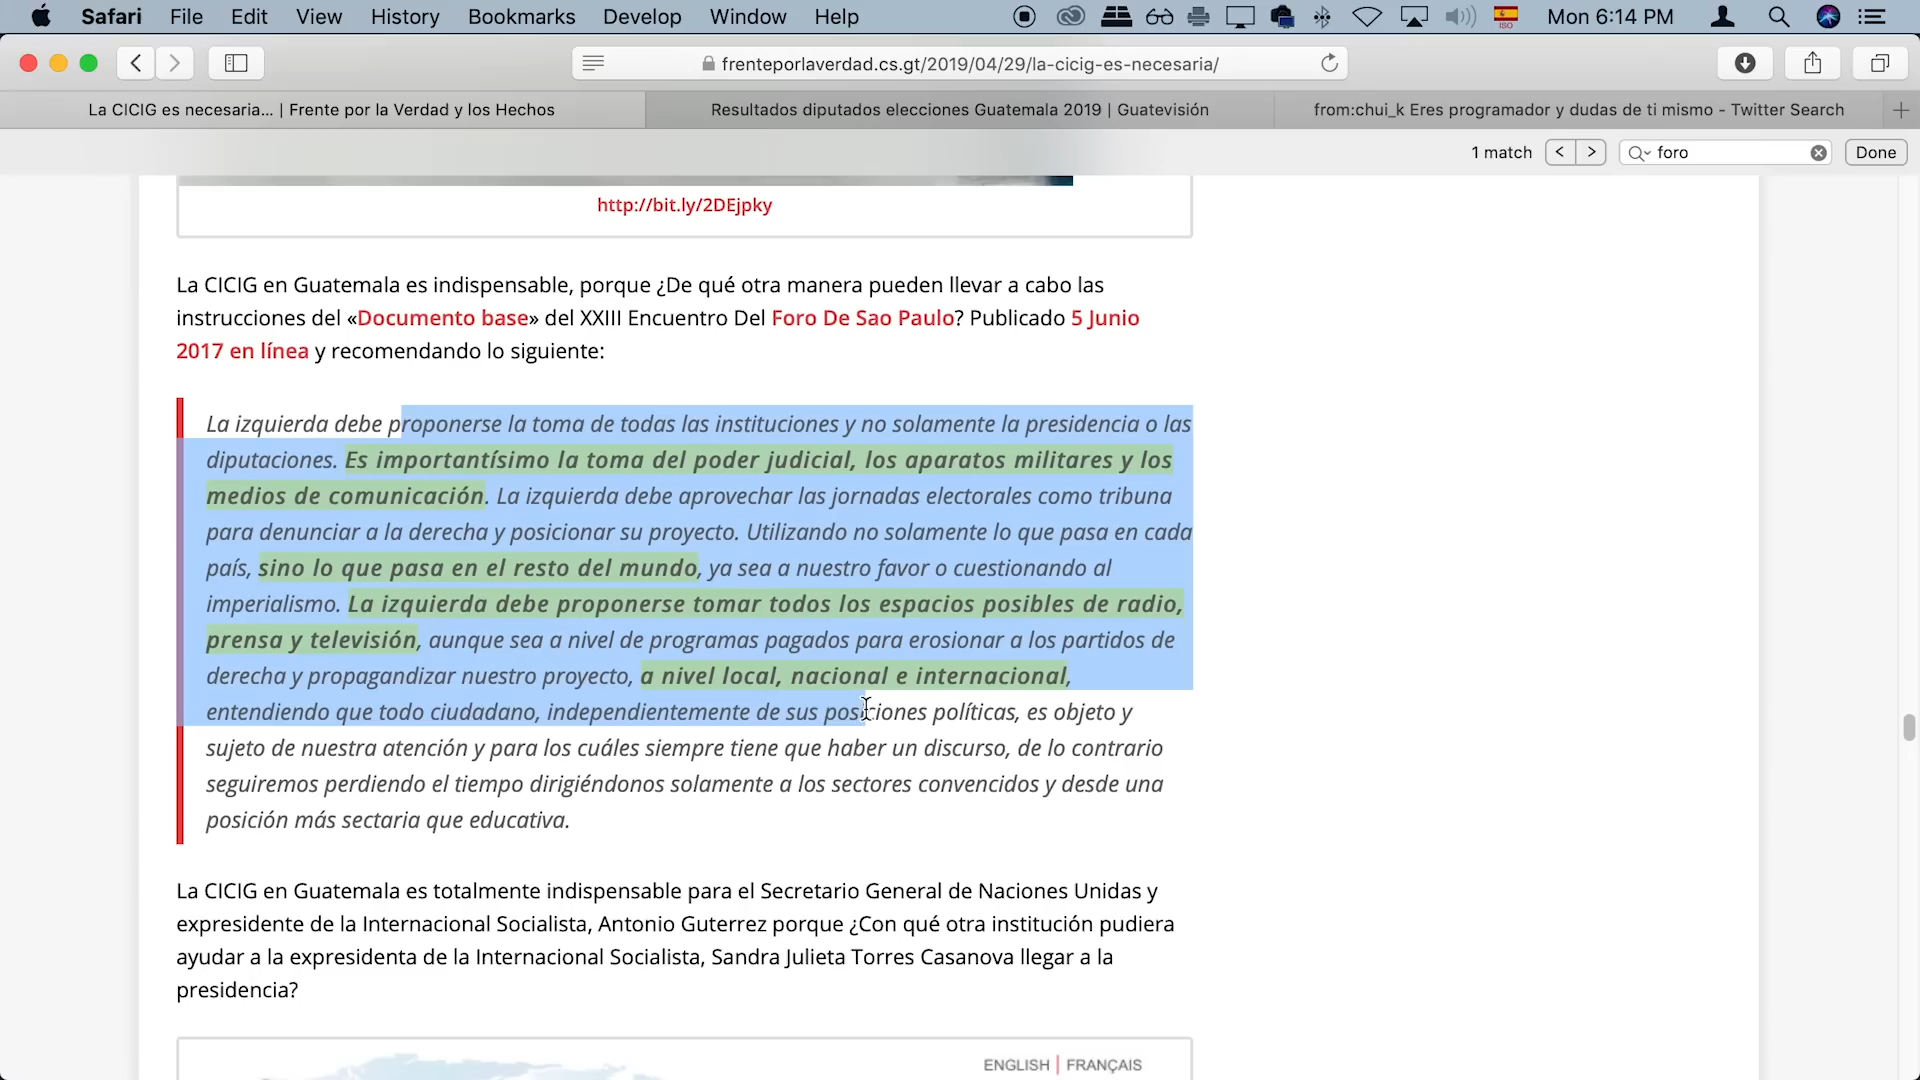 Safari File Edit View History Bookmarks Develop Window Help ISO Mon 6:14 PM
frenteporlaverdad.cs.gt/2019/04/29/la-cicig-es-necesaria/
La CICIG es necesaria... | Frente por la Verdad y los Hechos Resultados diputados elecciones Guatemala 2019 | Guatevisión from:chui_k Eres programador y dudas de ti mismo - Twitter Search
1 match foro Done
http://bit.ly/2DEjpky
La CICIG en Guatemala es indispensable, porque ¿De qué otra manera pueden llevar a cabo las
instrucciones del «Documento base» del XXIII Encuentro Del Foro De Sao Paulo? Publicado 5 Junio
2017 en línea y recomendando lo siguiente:
La izquierda debe proponerse la toma de todas las instituciones y no solamente la presidencia o las
diputaciones. Es importantísimo la toma del poder judicial, los aparatos militares y los
medios de comunicación. La izquierda debe aprovechar las jornadas electorales como tribuna
para denunciar a la derecha y posicionar su proyecto. Utilizando no solamente lo que pasa en cada
país, sino lo que pasa en el resto del mundo, ya sea a nuestro favor o cuestionando al
imperialismo. La izquierda debe proponerse tomar todos los espacios posibles de radio,
prensa y televisión, aunque sea a nivel de programas pagados para erosionar a los partidos de
derecha y propagandizar nuestro proyecto, a nivel local, nacional e internacional,
entendiendo que todo ciudadano, independientemente de sus posiciones políticas, es objeto y
sujeto de nuestra atención y para los cuáles siempre tiene que haber un discurso, de lo contrario
seguiremos perdiendo el tiempo dirigiéndonos solamente a los sectores convencidos y desde una
posición más sectaria que educativa.
La CICIG en Guatemala es totalmente indispensable para el Secretario General de Naciones Unidas y
expresidente de la Internacional Socialista, Antonio Guterrez porque ¿Con qué otra institución pudiera
ayudar a la expresidenta de la Internacional Socialista, Sandra Julieta Torres Casanova llegar a la
presidencia?
ENGLISH | FRANÇAIS